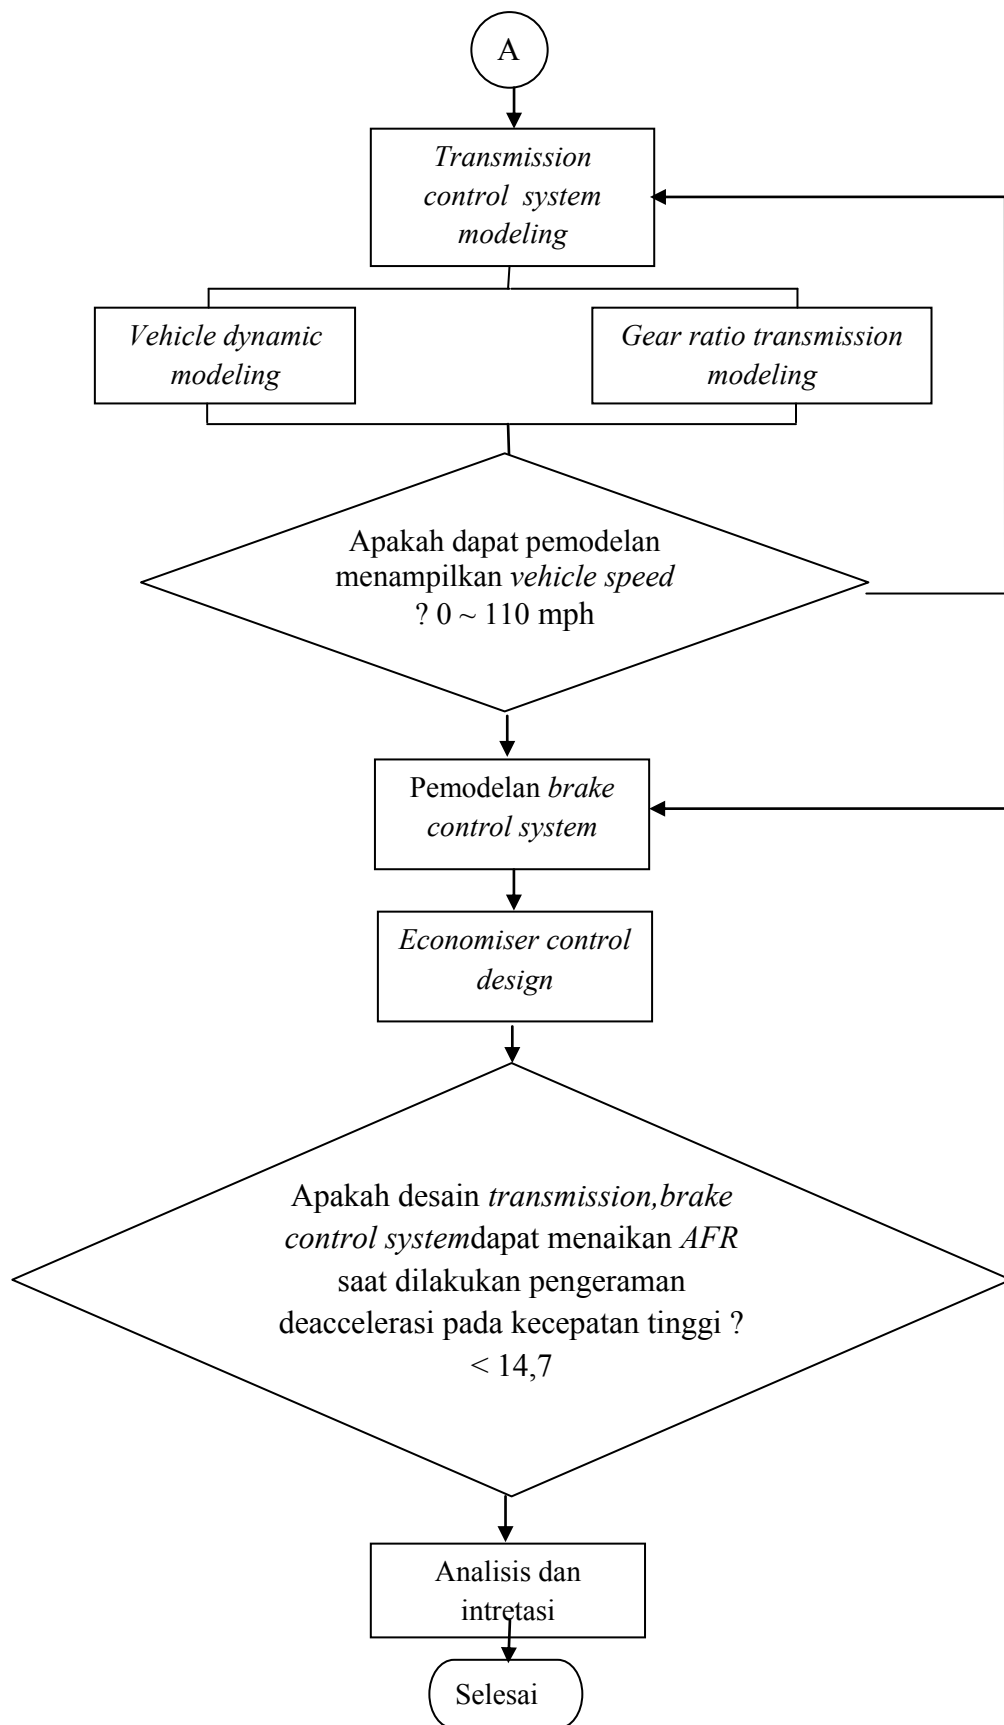 A
Transmission
control system
modeling
Vehicle dynamic
modeling
Gear ratio transmission
modeling
Apakah dapat pemodelan
menampilkan vehicle speed
? 0 ~ 110 mph
Pemodelan brake
control system
Economiser control
design
Apakah desain transmission,brake
control systemdapat menaikan AFR
saat dilakukan pengeraman
deaccelerasi pada kecepatan tinggi ?
< 14,7
Analisis dan
intretasi
Selesai